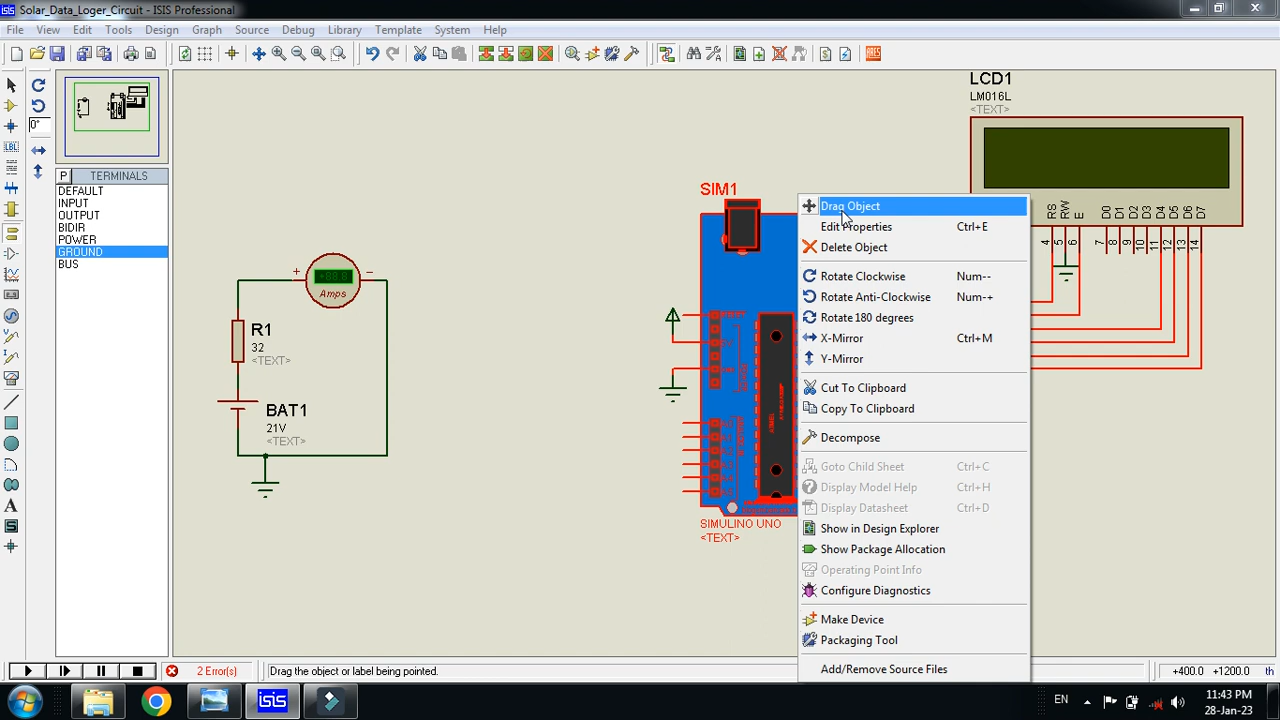 Solar_Data_Loger_Circuit - ISIS Professional
File View Edit Tools Design Graph Source Debug Library Template System Help
ARES
0°
LBL
P TERMINALS
DEFAULT
INPUT
OUTPUT
BIDIR
POWER
GROUND
BUS
LCD1
LM016L
<TEXT>
RS
RW
E
D0
D1
D2
D3
D4
D5
D6
D7
4
5
6
7
8
9
10
11
12
13
14
SIM1
SIMULINO UNO
<TEXT>
+ −
+88.8
Amps
R1
32
<TEXT>
BAT1
21V
<TEXT>
Drag Object
Edit Properties Ctrl+E
Delete Object
Rotate Clockwise Num--
Rotate Anti-Clockwise Num-+
Rotate 180 degrees
X-Mirror Ctrl+M
Y-Mirror
Cut To Clipboard
Copy To Clipboard
Decompose
Goto Child Sheet Ctrl+C
Display Model Help Ctrl+H
Display Datasheet Ctrl+D
Show in Design Explorer
Show Package Allocation
Operating Point Info
Configure Diagnostics
Make Device
Packaging Tool
Add/Remove Source Files
2 Error(s) Drag the object or label being pointed. +400.0 +1200.0 th
isis
EN
11:43 PM
28-Jan-23